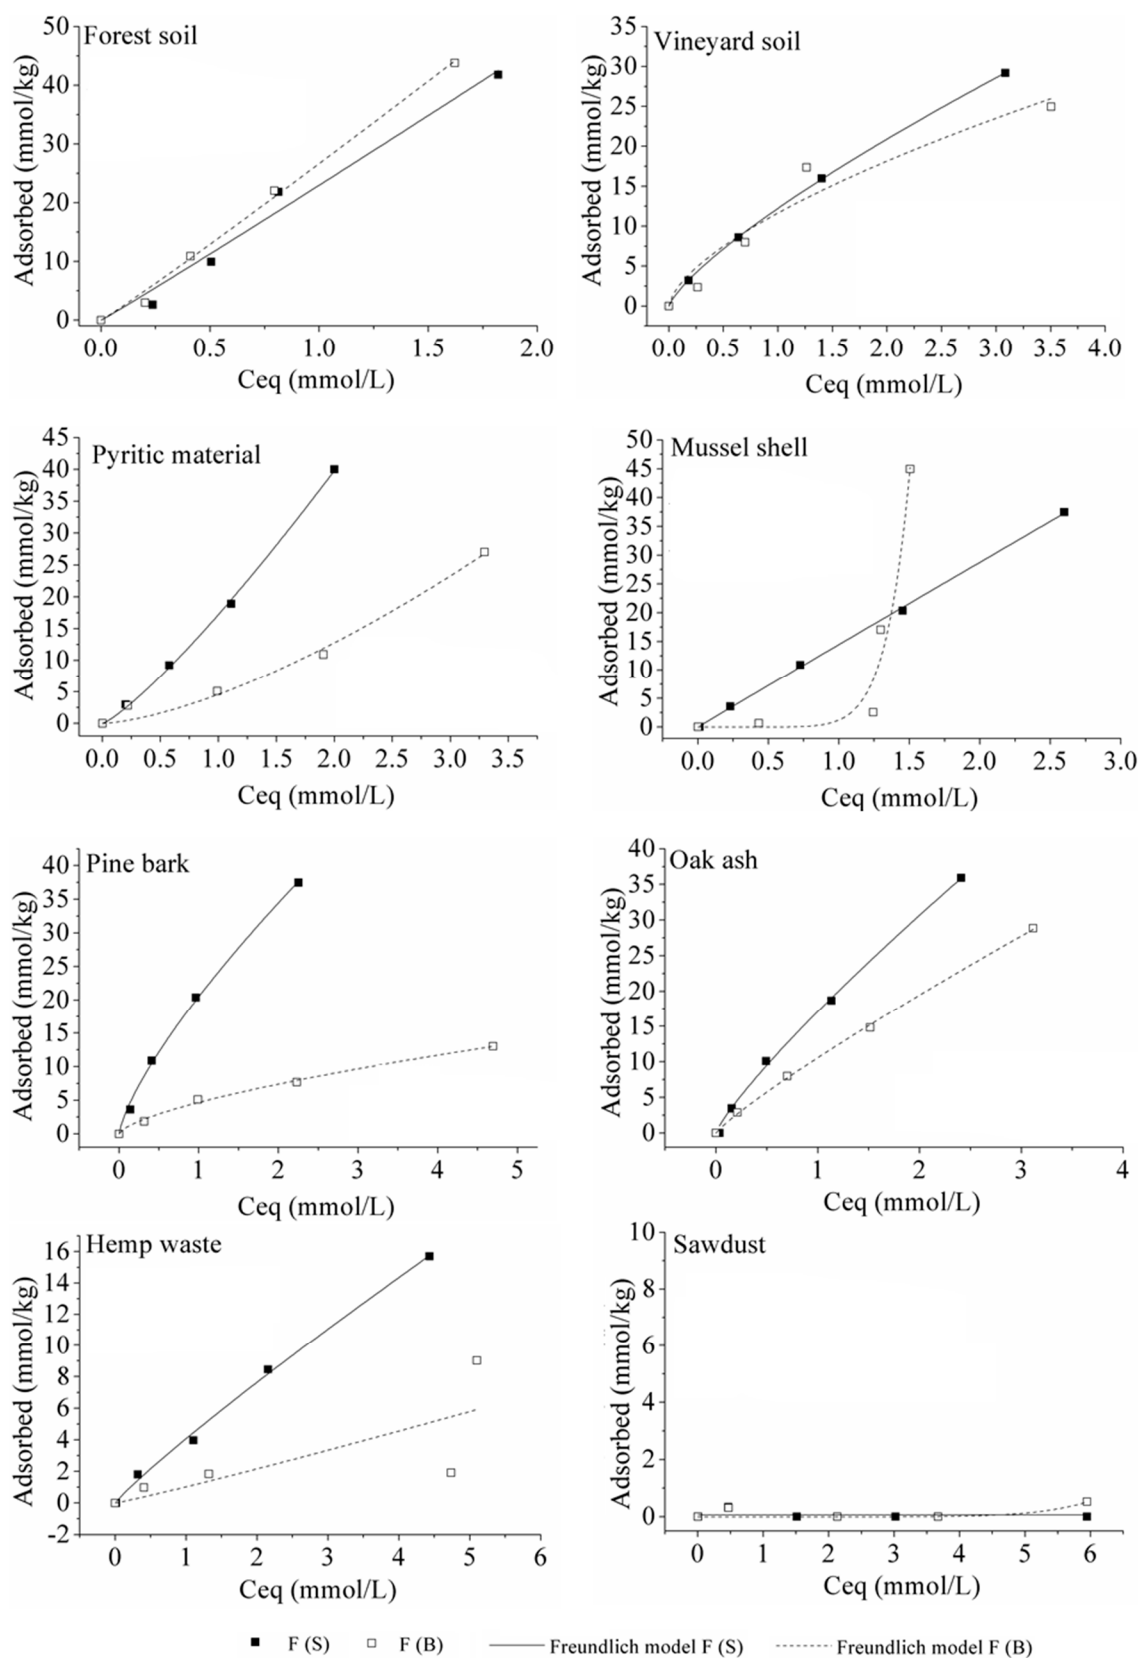 Forest soil
Adsorbed (mmol/kg)
50
40
30
20
10
0
0.0 0.5 1.0 1.5 2.0
Ceq (mmol/L)
Vineyard soil
Adsorbed (mmol/kg)
35
30
25
20
15
10
5
0
0.0 0.5 1.0 1.5 2.0 2.5 3.0 3.5 4.0
Ceq (mmol/L)
Pyritic material
Adsorbed (mmol/kg)
45
40
35
30
25
20
15
10
5
0
0.0 0.5 1.0 1.5 2.0 2.5 3.0 3.5
Ceq (mmol/L)
Mussel shell
Adsorbed (mmol/kg)
50
45
40
35
30
25
20
15
10
5
0
0.0 0.5 1.0 1.5 2.0 2.5 3.0
Ceq (mmol/L)
Pine bark
Adsorbed (mmol/kg)
40
35
30
25
20
15
10
5
0
0 1 2 3 4 5
Ceq (mmol/L)
Oak ash
Adsorbed (mmol/kg)
40
35
30
25
20
15
10
5
0
0 1 2 3 4
Ceq (mmol/L)
Hemp waste
Adsorbed (mmol/kg)
16
14
12
10
8
6
4
2
0
-2
0 1 2 3 4 5 6
Ceq (mmol/L)
Sawdust
Adsorbed (mmol/kg)
10
8
6
4
2
0
0 1 2 3 4 5 6
Ceq (mmol/L)
F (S) F (B) Freundlich model F (S) Freundlich model F (B)